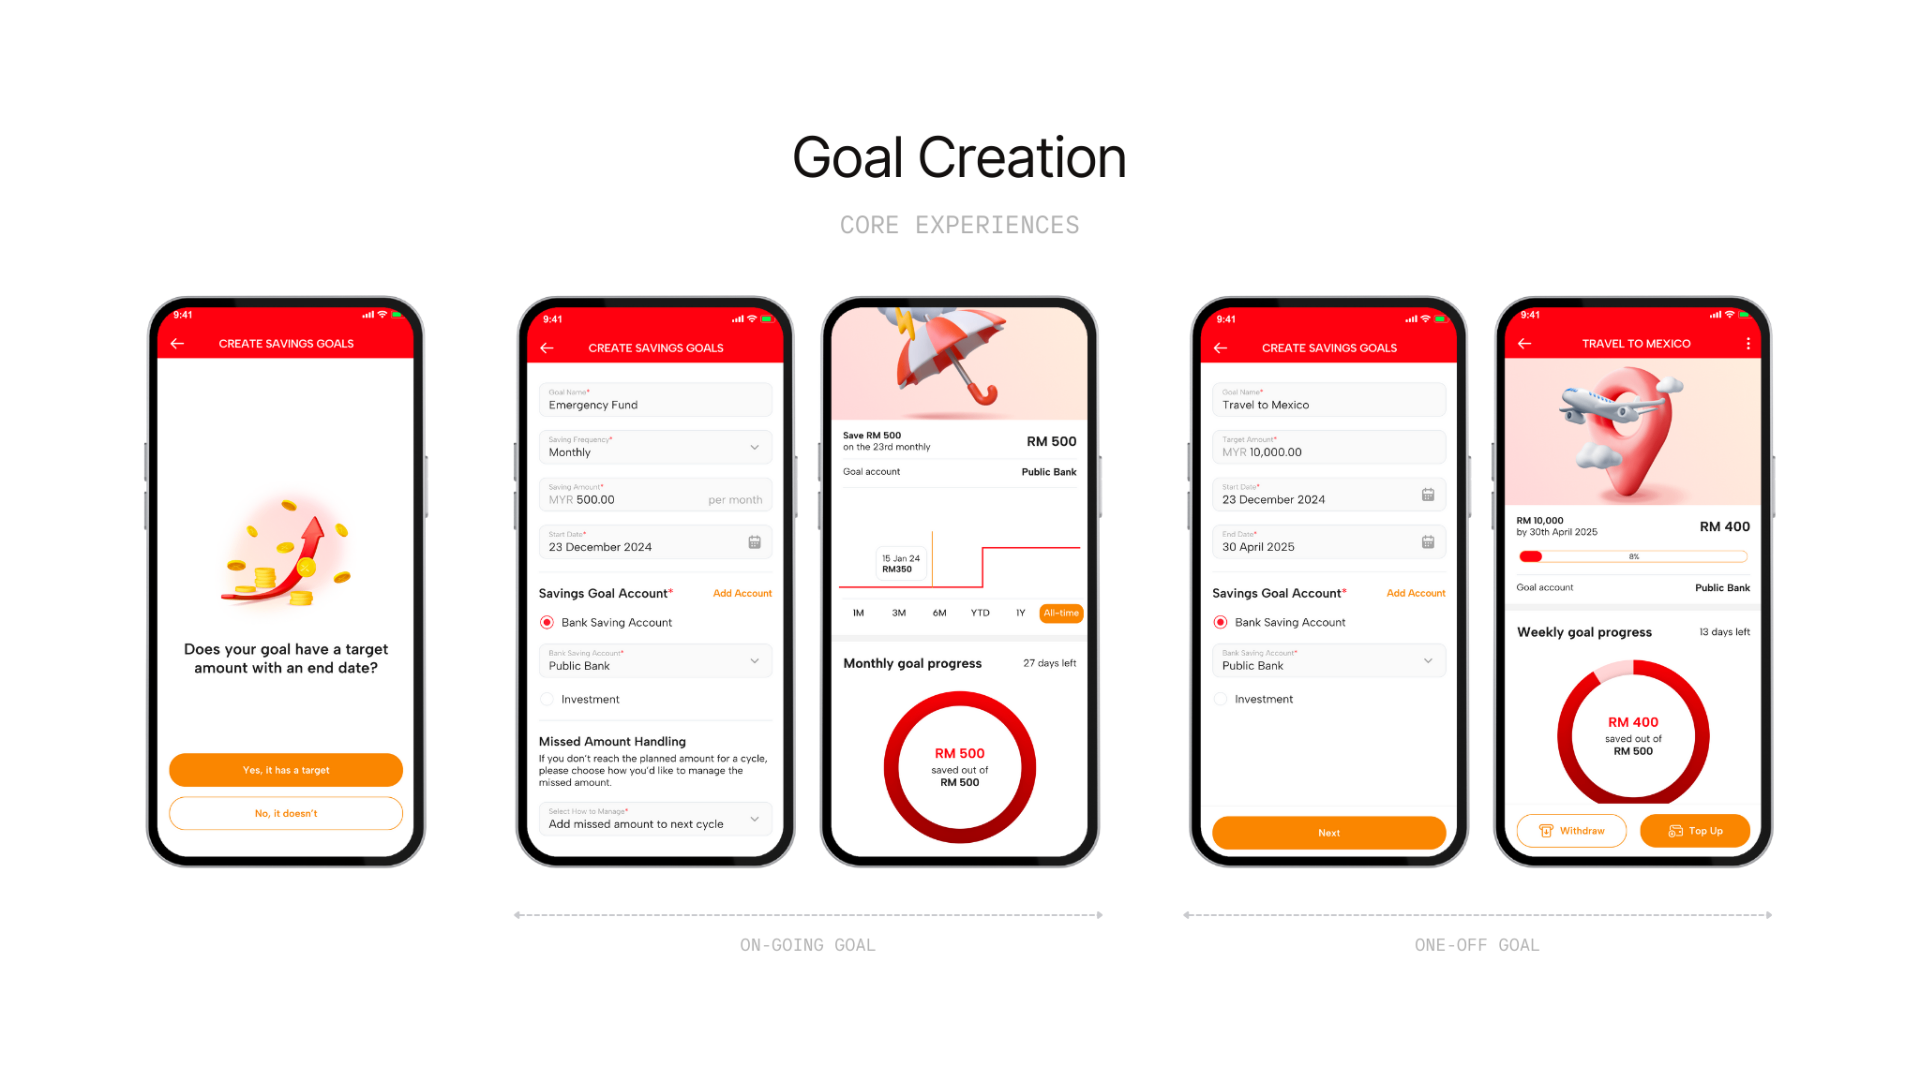 Goal Creation
CORE EXPERIENCES
9:41
CREATE SAVINGS GOALS
Does your goal have a target
amount with an end date?
Yes, it has a target
No, it doesn't
9:41
CREATE SAVINGS GOALS
Goal Name*
Emergency Fund
Saving Frequency*
Monthly
Saving Amount*
MYR 500.00 per month
Start Date*
23 December 2024
Savings Goal Account* Add Account
Bank Saving Account
Bank Saving Account*
Public Bank
Investment
Missed Amount Handling
If you don't reach the planned amount for a cycle,
please choose how you'd like to manage the
missed amount.
Select How to Manage*
Add missed amount to next cycle
Save RM 500
on the 23rd monthly
RM 500
Goal account Public Bank
15 Jan 24
RM350
1M 3M 6M YTD 1Y All-time
Monthly goal progress 27 days left
RM 500
saved out of
RM 500
ON-GOING GOAL
9:41
CREATE SAVINGS GOALS
Goal Name*
Travel to Mexico
Target Amount*
MYR 10,000.00
Start Date*
23 December 2024
End Date*
30 April 2025
Savings Goal Account* Add Account
Bank Saving Account
Bank Saving Account*
Public Bank
Investment
Next
9:41
TRAVEL TO MEXICO
RM 10,000
by 30th April 2025
RM 400
8%
Goal account Public Bank
Weekly goal progress 13 days left
RM 400
saved out of
RM 500
Withdraw Top Up
ONE-OFF GOAL